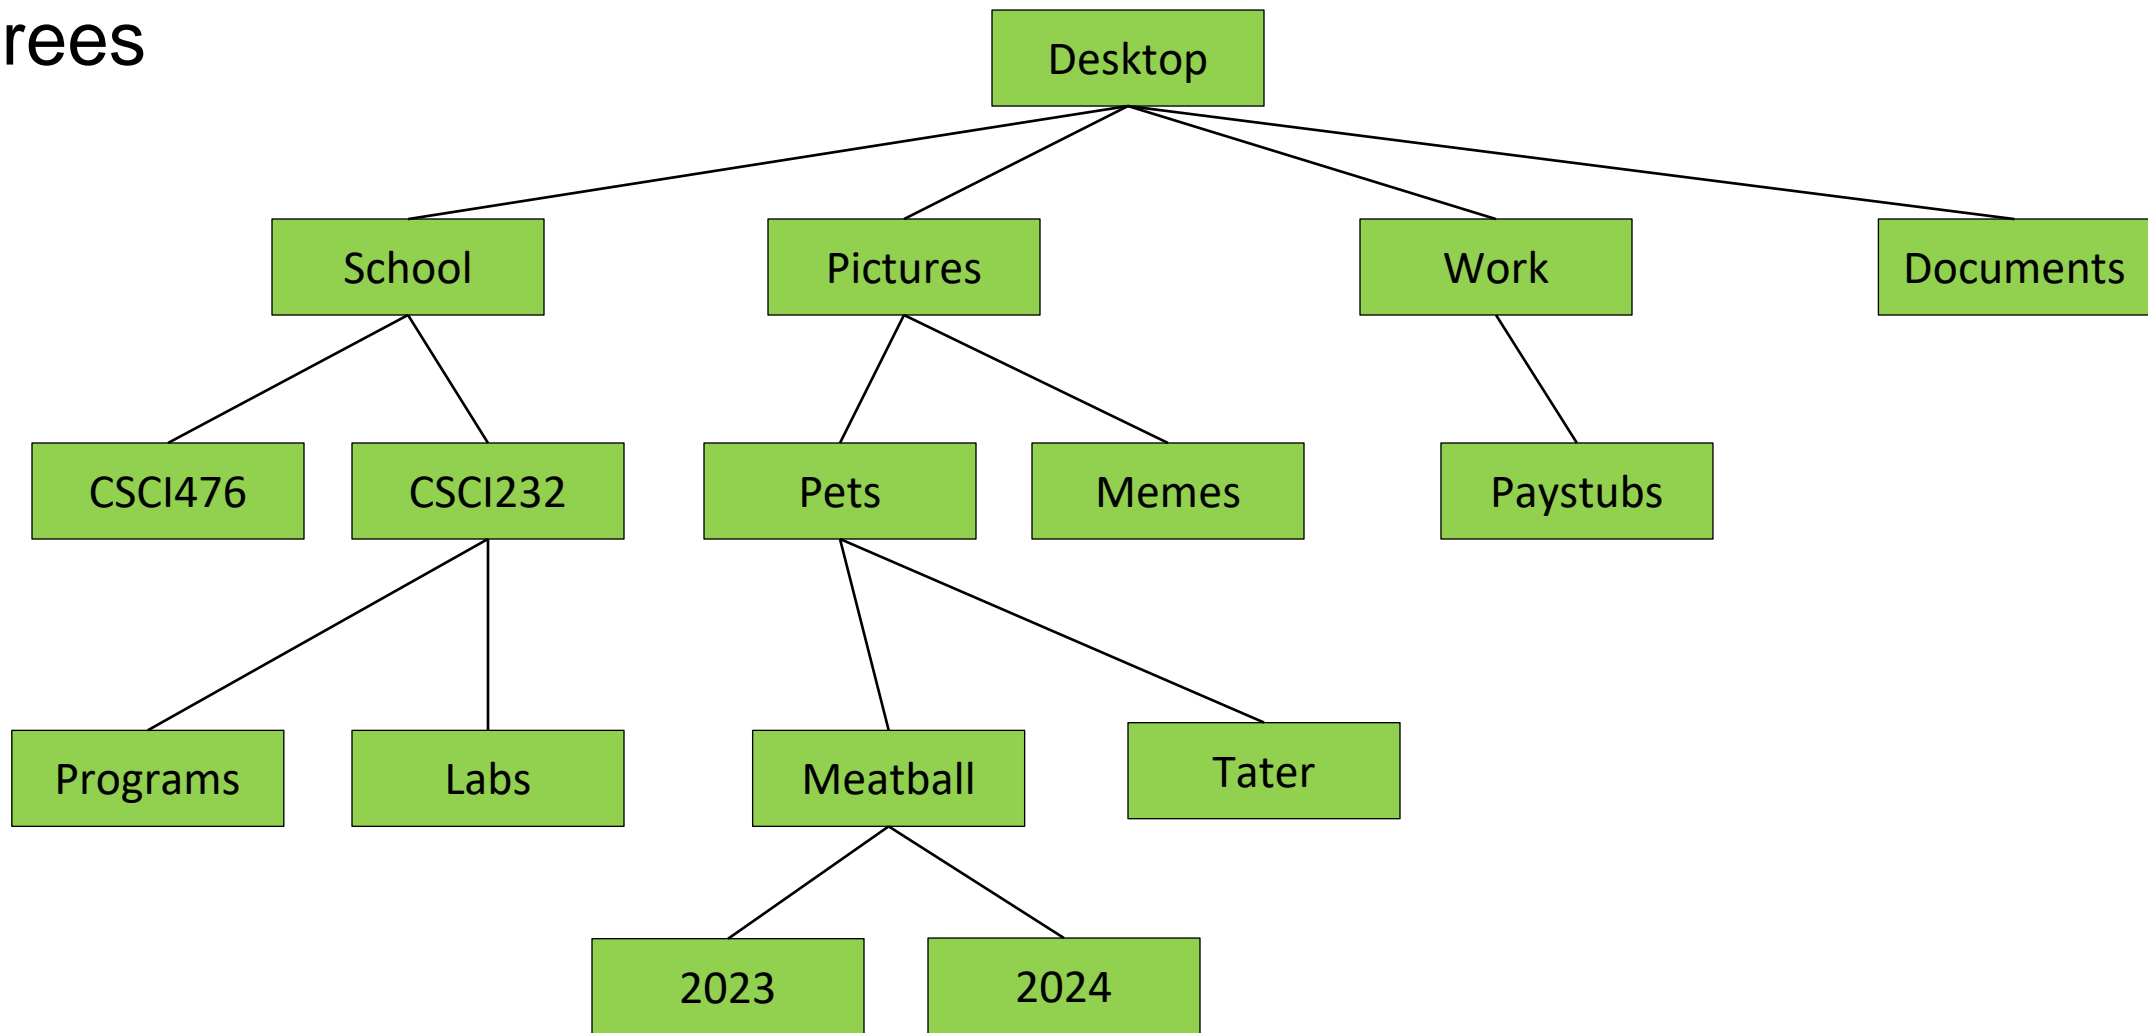 rees
Desktop
School
Pictures
Work
Documents
CSCI476
CSCI232
Pets
Memes
Paystubs
Programs
Labs
Meatball
Tater
2023
2024